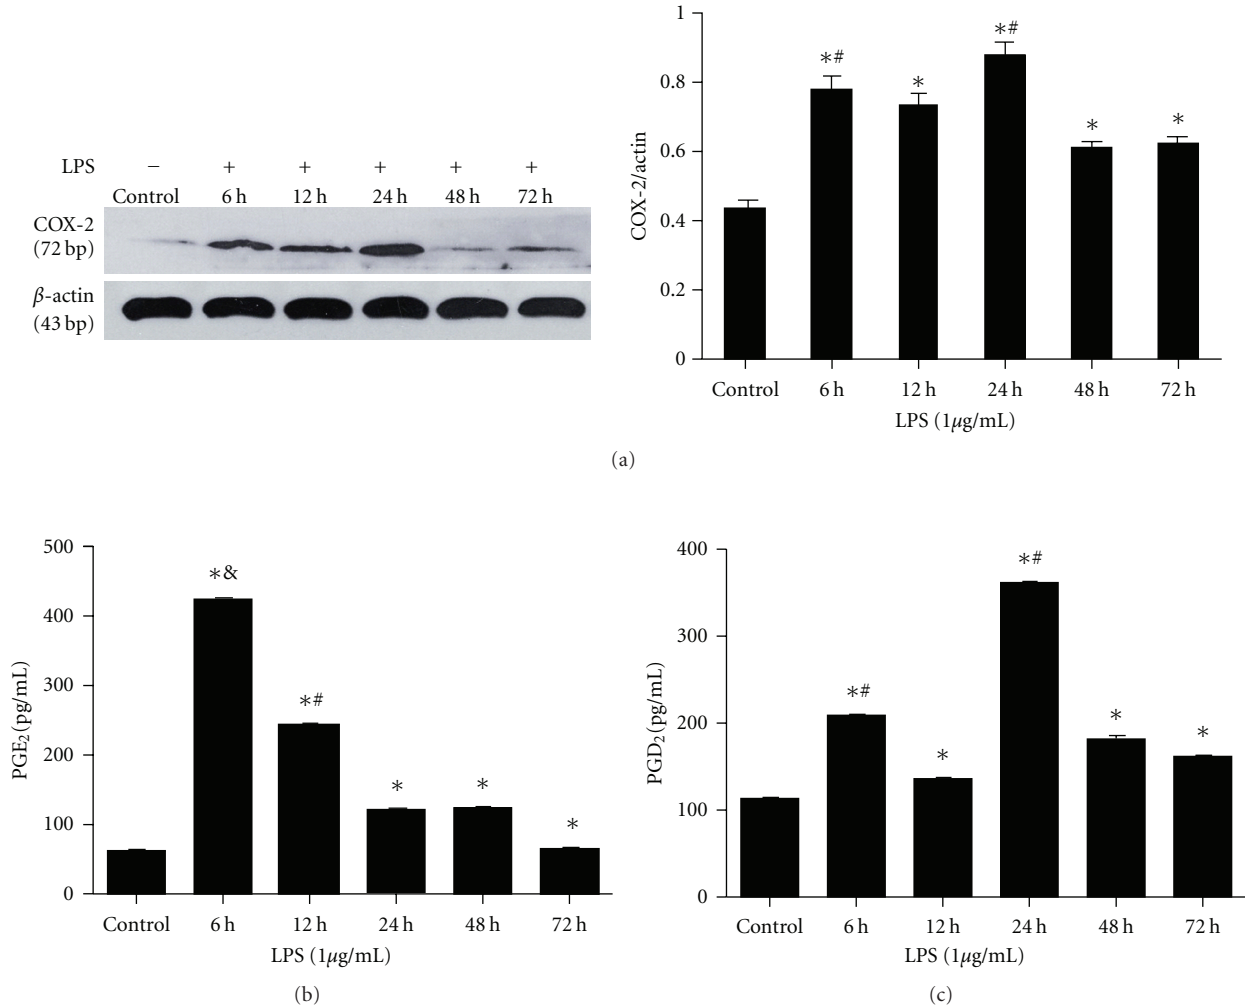 LPS − + + + + +
Control 6 h 12 h 24 h 48 h 72 h
COX-2
(72 bp)
β-actin
(43 bp)
1
0.8
0.6
0.4
0.2
0
COX-2/actin
*#
*
*#
*
*
Control 6 h 12 h 24 h 48 h 72 h
LPS (1μg/mL)
(a)
500
400
300
200
100
0
PGE₂(pg/mL)
*&
*#
*
*
*
Control 6 h 12 h 24 h 48 h 72 h
LPS (1μg/mL)
(b)
400
300
200
100
0
PGD₂(pg/mL)
*#
*
*#
*
*
Control 6 h 12 h 24 h 48 h 72 h
LPS (1μg/mL)
(c)